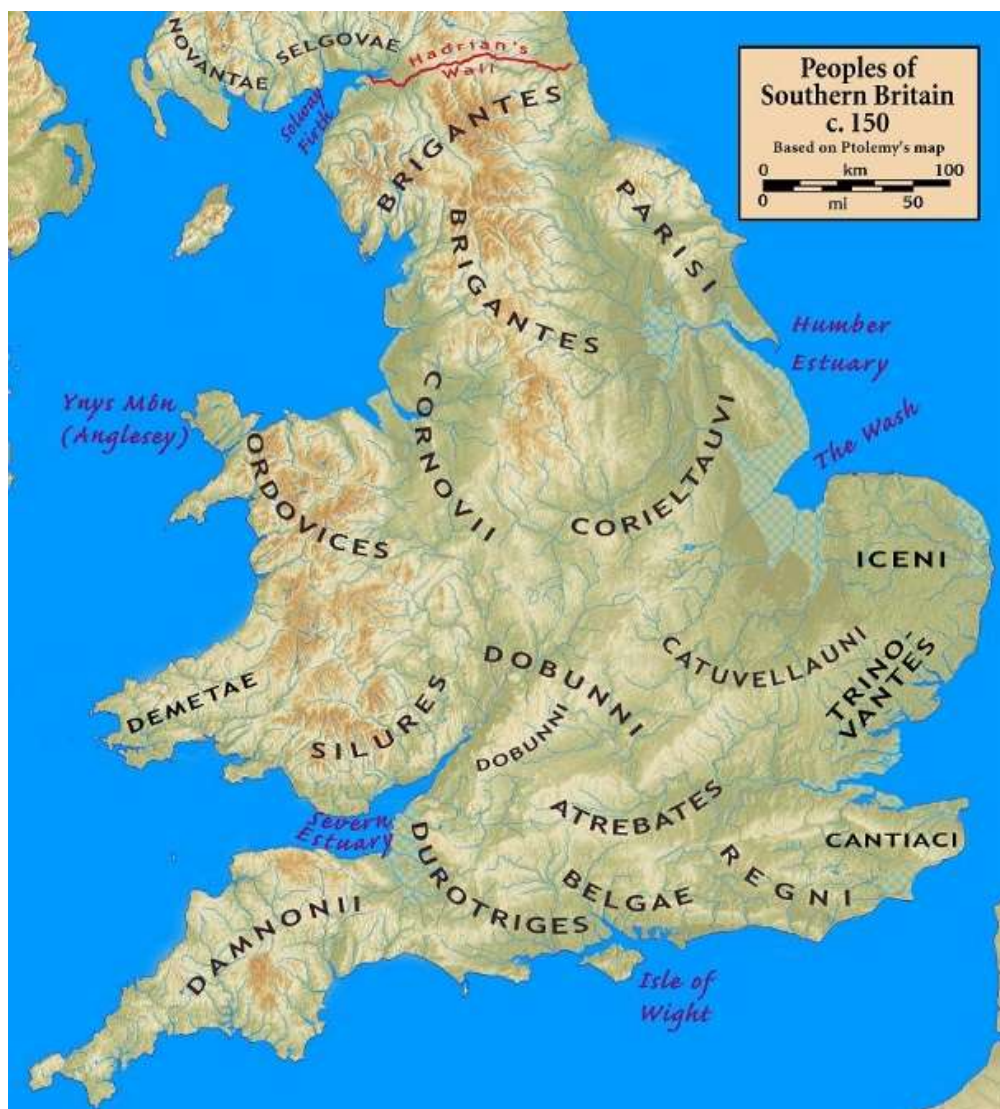 NOVANTAE
SELGOVAE
Hadrian's
Wall
Peoples of
Southern Britain
c. 150
Based on Ptolemy's map
0 km 100
0 mi 50
Solway
Firth
BRIGANTES
PARISI
BRIGANTES
Humber
Estuary
Ynys Môn
(Anglesey)
CORNOVII
The Wash
ORDOVICES
CORIELTAUVI
ICENI
CATUVELLAUNI
TRINO-
VANTES
DOBUNNI
DEMETAE
SILURES
DOBUNNI
ATREBATES
Severn
Estuary
CANTIACI
DUROTRIGES
REGNI
BELGAE
DAMNONII
Isle of
Wight